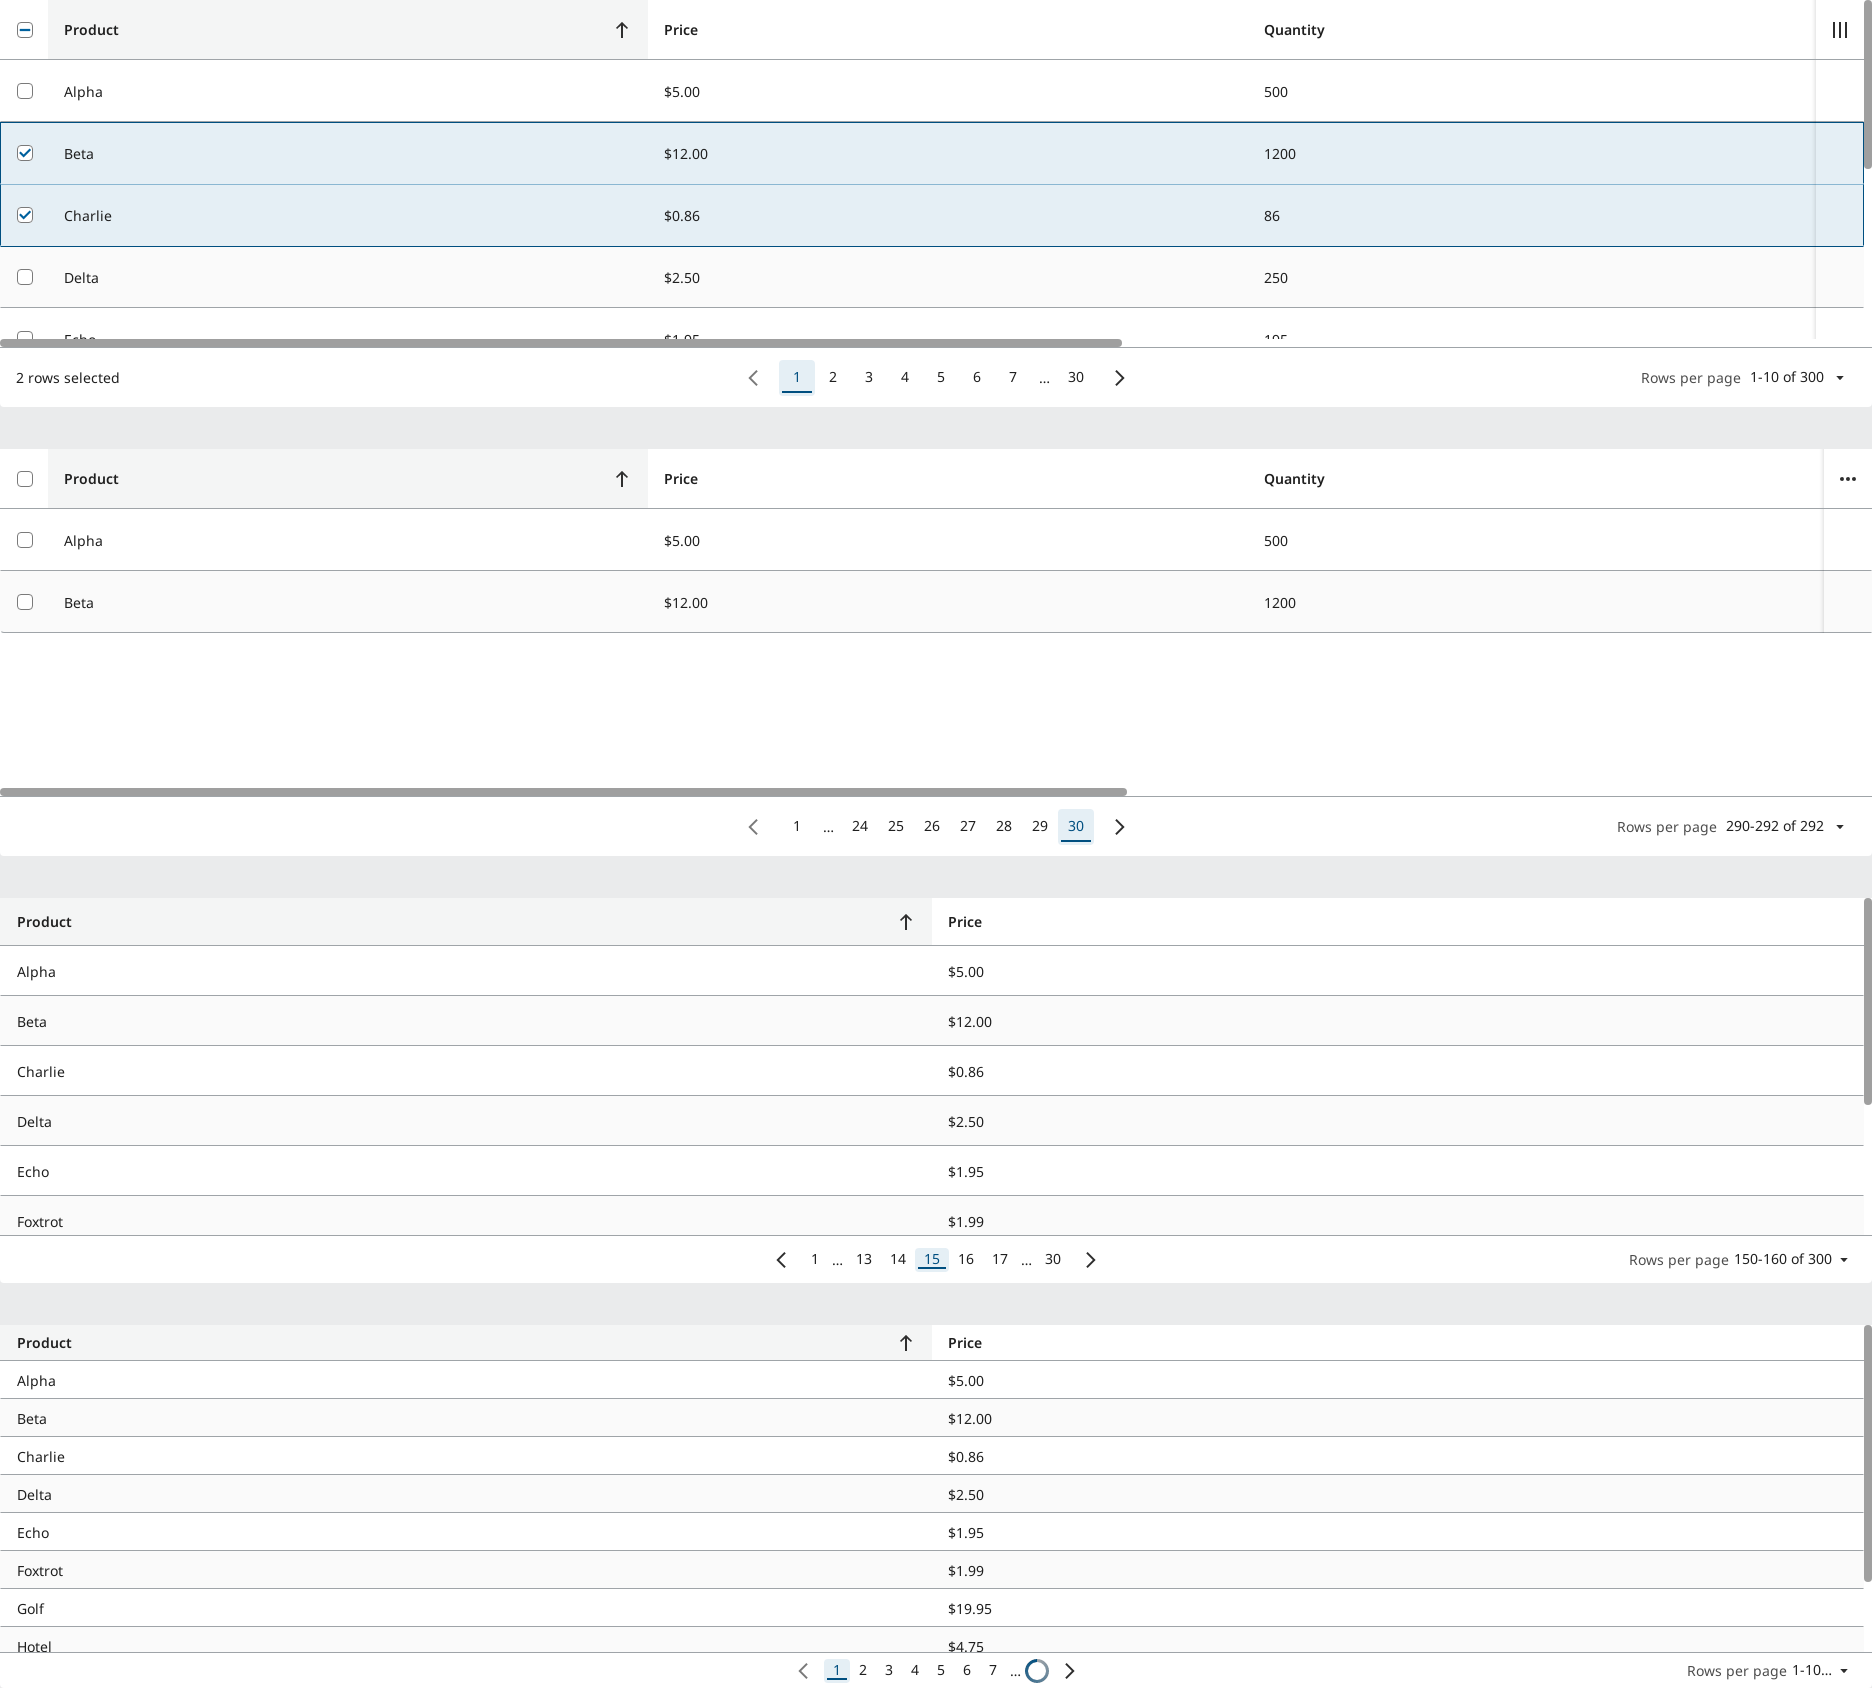 Product Price Quantity
Alpha $5.00 500
Beta $12.00 1200
Charlie $0.86 86
Delta $2.50 250
Echo $1.95 195
2 rows selected 1 2 3 4 5 6 7 ... 30 Rows per page 1-10 of 300
Product Price Quantity
Alpha $5.00 500
Beta $12.00 1200
1 ... 24 25 26 27 28 29 30 Rows per page 290-292 of 292
Product Price
Alpha $5.00
Beta $12.00
Charlie $0.86
Delta $2.50
Echo $1.95
Foxtrot $1.99
1 ... 13 14 15 16 17 ... 30 Rows per page 150-160 of 300
Product Price
Alpha $5.00
Beta $12.00
Charlie $0.86
Delta $2.50
Echo $1.95
Foxtrot $1.99
Golf $19.95
Hotel $4.75
1 2 3 4 5 6 7 ... Rows per page 1-10...